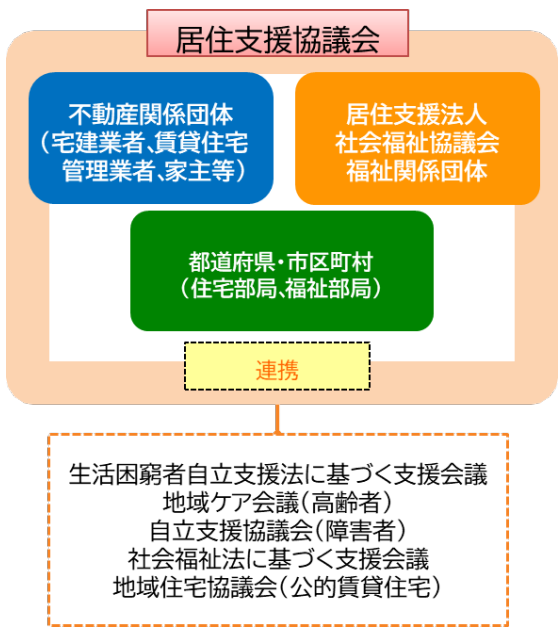 居住支援協議会
不動産関係団体
（宅建業者、賃貸住宅
管理業者、家主等）
居住支援法人
社会福祉協議会
福祉関係団体
都道府県・市区町村
（住宅部局、福祉部局）
連携
生活困窮者自立支援法に基づく支援会議
地域ケア会議（高齢者）
自立支援協議会（障害者）
社会福祉法に基づく支援会議
地域住宅協議会（公的賃貸住宅）